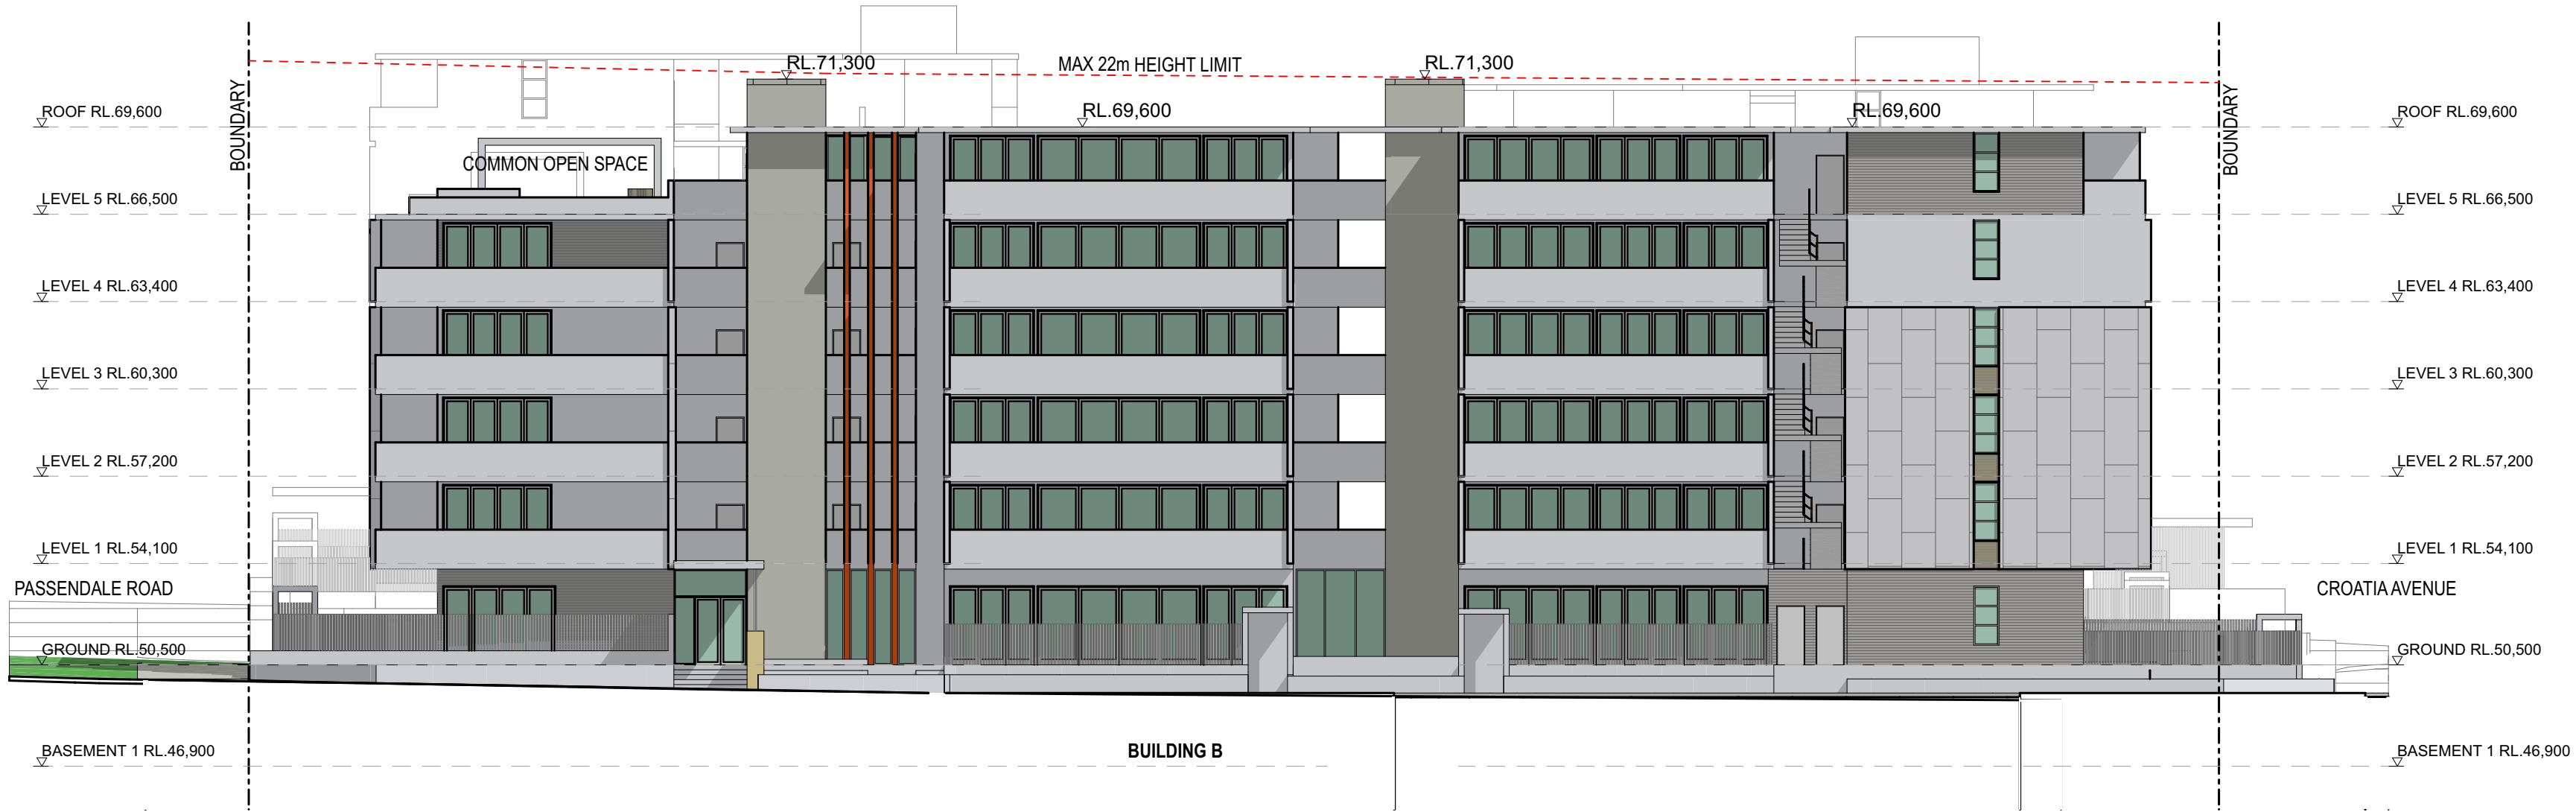 RL.71,300
MAX 22m HEIGHT LIMIT
RL.71,300
BOUNDARY
ROOF RL.69,600
RL.69,600
RL.69,600
BOUNDARY
ROOF RL.69,600
COMMON OPEN SPACE
LEVEL 5 RL.66,500
LEVEL 5 RL.66,500
LEVEL 4 RL.63,400
LEVEL 4 RL.63,400
LEVEL 3 RL.60,300
LEVEL 3 RL.60,300
LEVEL 2 RL.57,200
LEVEL 2 RL.57,200
LEVEL 1 RL.54,100
LEVEL 1 RL.54,100
PASSENDALE ROAD
CROATIA AVENUE
GROUND RL.50,500
GROUND RL.50,500
BASEMENT 1 RL.46,900
BUILDING B
BASEMENT 1 RL.46,900